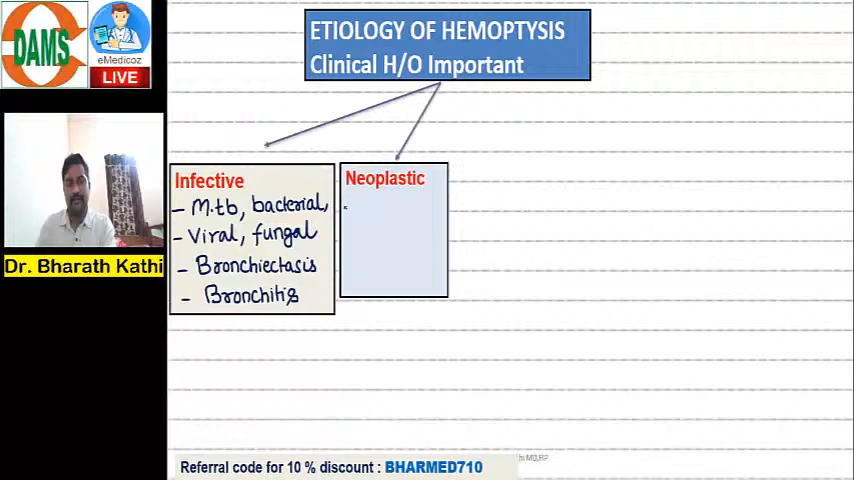 DAMS
eMedicoz
LIVE
ETIOLOGY OF HEMOPTYSIS
Clinical H/O Important
Infective
- M.tb, bacterial,
- Viral, fungal
- Bronchiectasis
- Bronchitis
Neoplastic
Dr. Bharath Kathi
Referral code for 10 % discount : BHARMED710